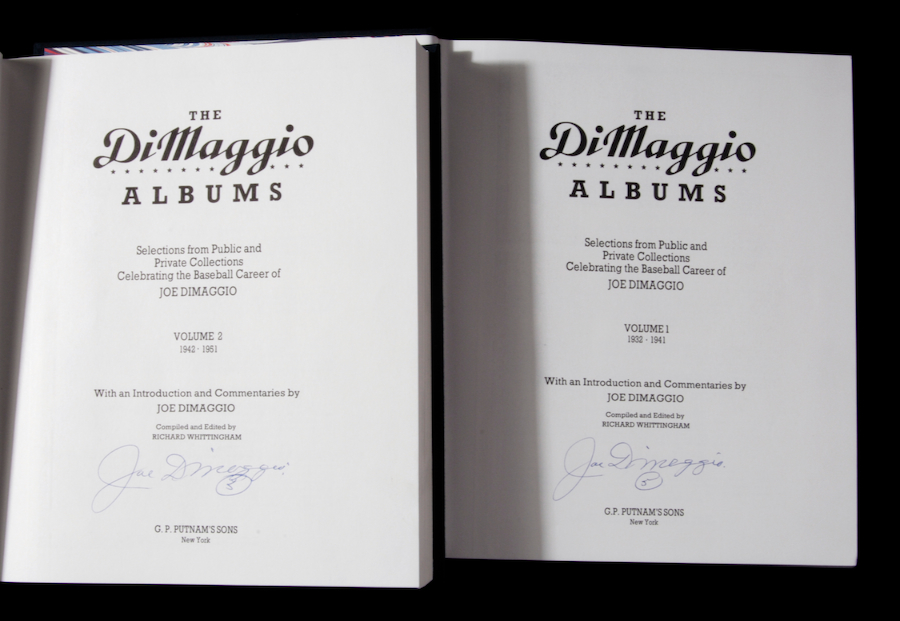 THE
DiMaggio
ALBUMS
Selections from Public and
Private Collections
Celebrating the Baseball Career of
JOE DIMAGGIO
VOLUME 2
1942 - 1951
With an Introduction and Commentaries by
JOE DIMAGGIO
Compiled and Edited by
RICHARD WHITTINGHAM
Joe DiMaggio
5
G. P. PUTNAM'S SONS
New York
THE
DiMaggio
ALBUMS
Selections from Public and
Private Collections
Celebrating the Baseball Career of
JOE DIMAGGIO
VOLUME 1
1932 - 1941
With an Introduction and Commentaries by
JOE DIMAGGIO
Compiled and Edited by
RICHARD WHITTINGHAM
Joe DiMaggio
5
G. P. PUTNAM'S SONS
New York